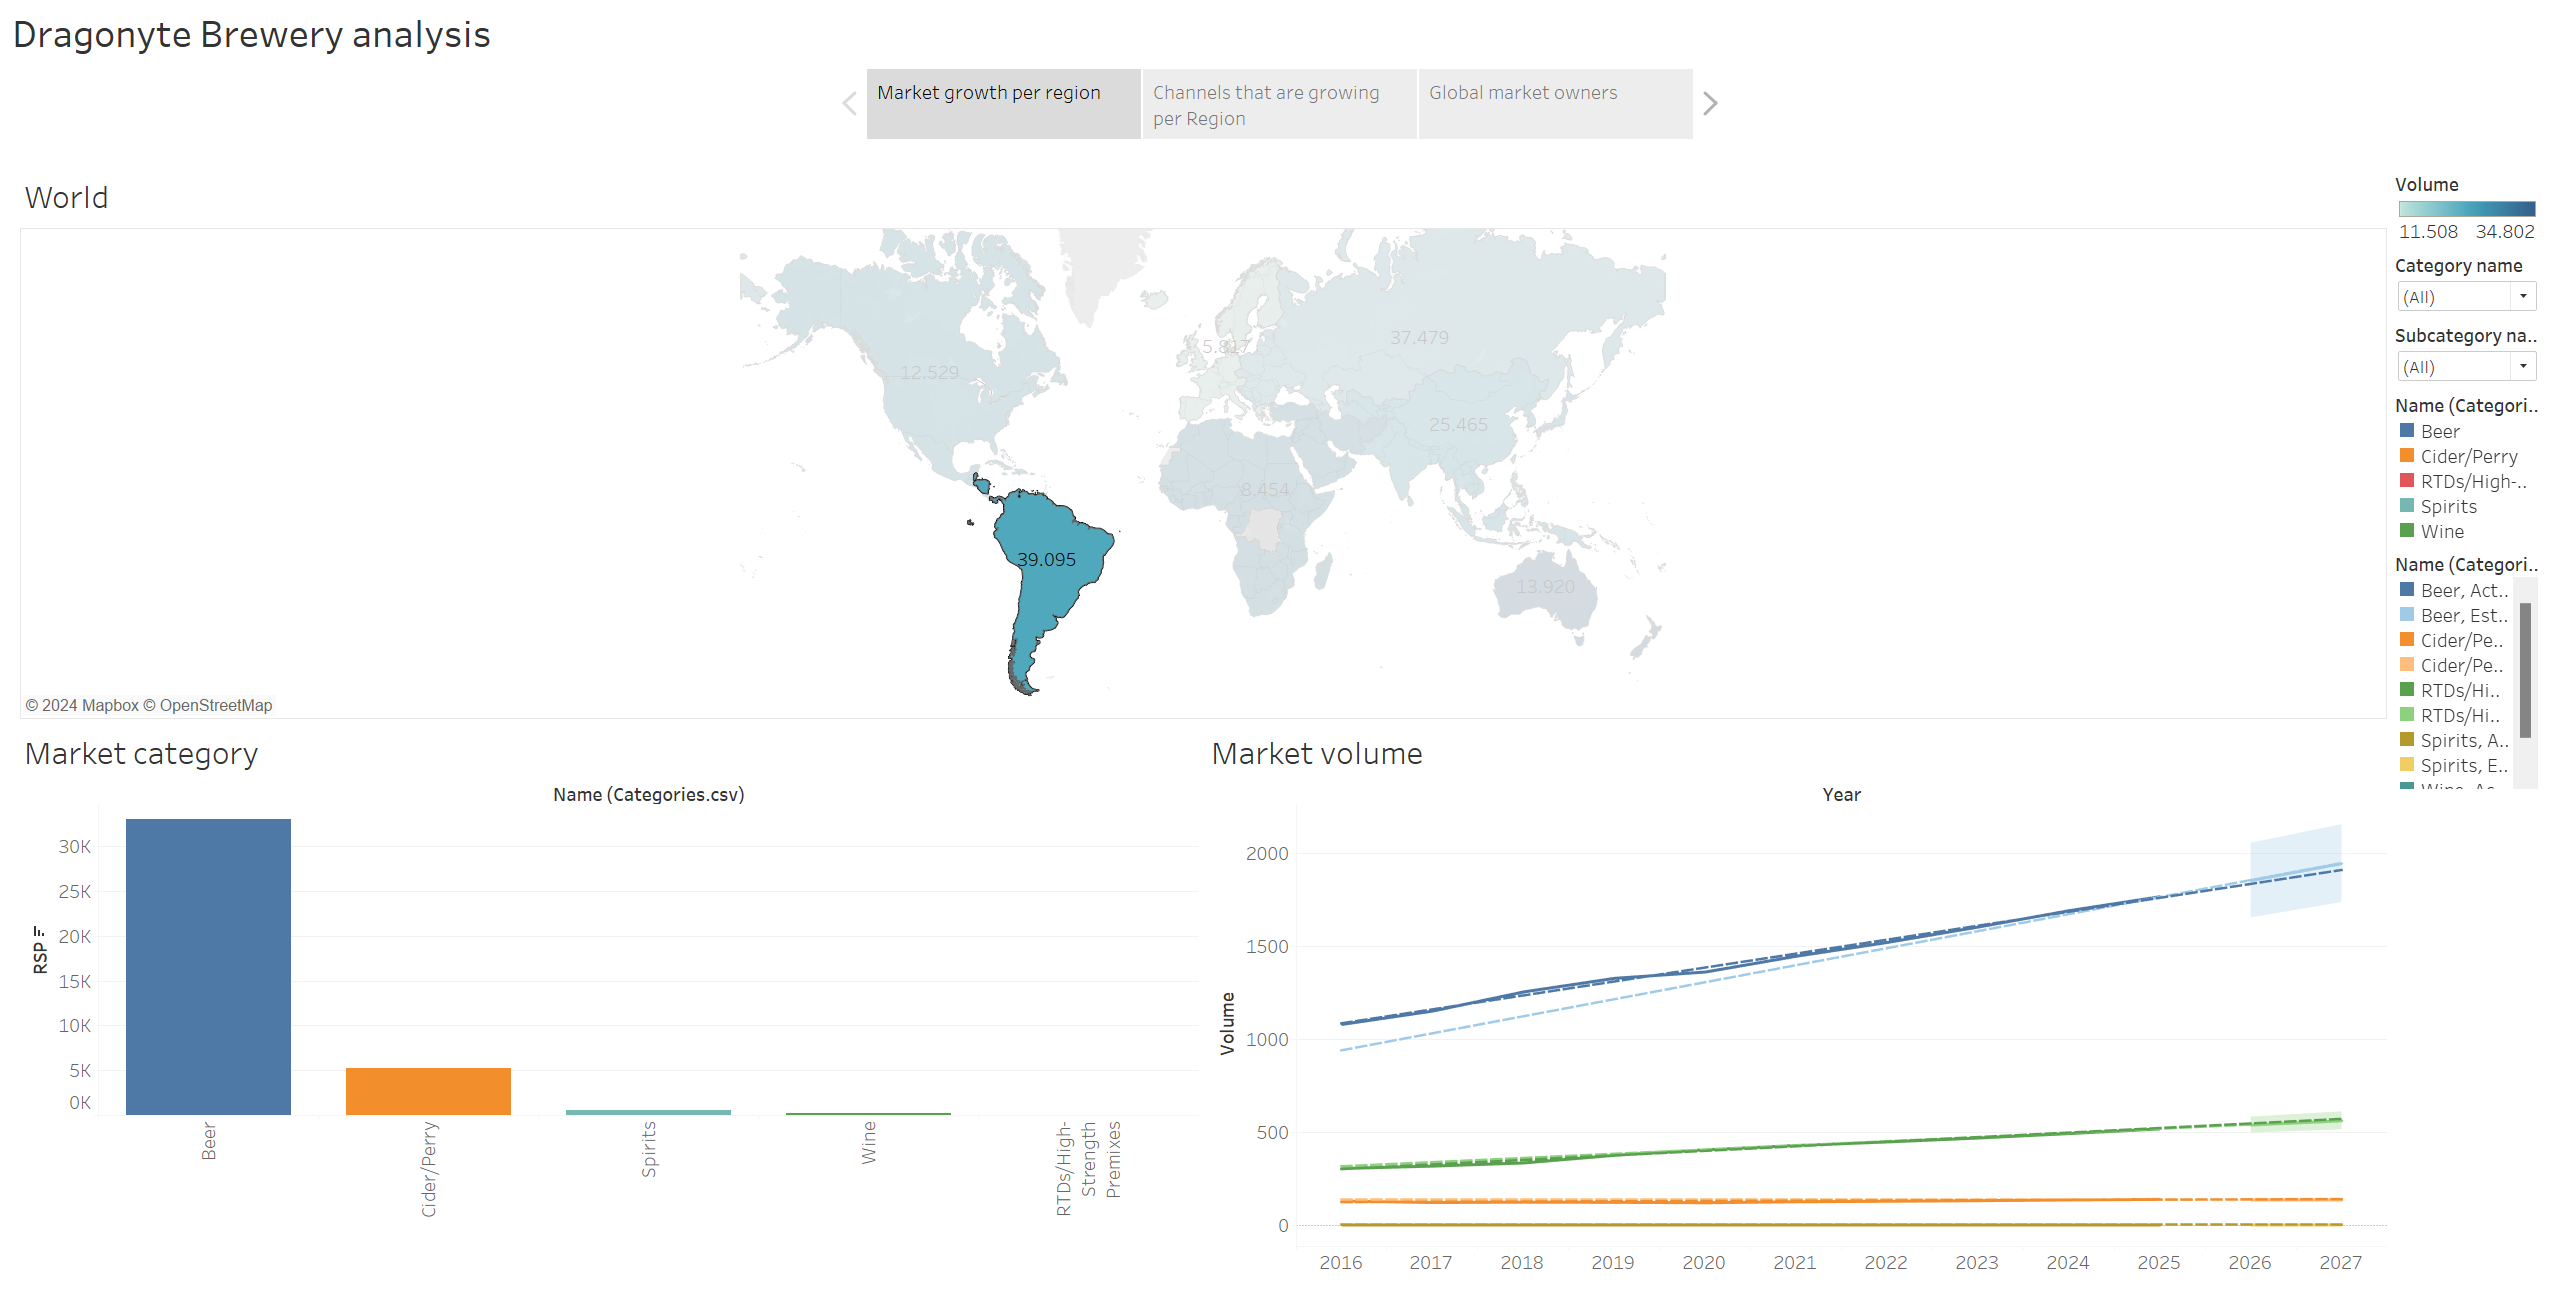 Dragonyte Brewery analysis
Market growth per region
Channels that are growing
per Region
Global market owners
World
12.529
5.817
37.479
25.465
8.454
39.095
13.920
© 2024 Mapbox © OpenStreetMap
Volume
11.508 34.802
Category name
(All)
Subcategory na..
(All)
Name (Categori..
Beer
Cider/Perry
RTDs/High-..
Spirits
Wine
Name (Categori..
Beer, Act..
Beer, Est..
Cider/Pe..
Cider/Pe..
RTDs/Hi..
RTDs/Hi..
Spirits, A..
Spirits, E..
Market category
Name (Categories.csv)
RSP
30K
25K
20K
15K
10K
5K
0K
Beer
Cider/Perry
Spirits
Wine
RTDs/High-
Strength
Premixes
Market volume
Year
Volume
2000
1500
1000
500
0
2016 2017 2018 2019 2020 2021 2022 2023 2024 2025 2026 2027